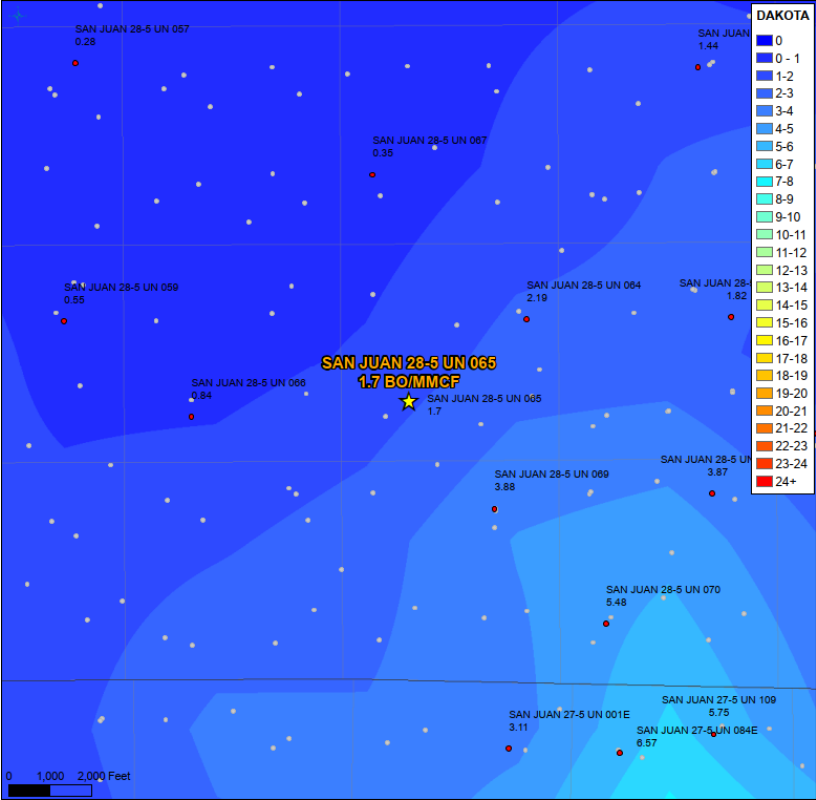 SAN JUAN 28-5 UN 057
0.28
SAN JUAN
1.44
SAN JUAN 28-5 UN 067
0.35
SAN JUAN 28-5 UN 059
0.55
SAN JUAN 28-5 UN 064
2.19
SAN JUAN 28-
1.82
SAN JUAN 28-5 UN 065
1.7 BO/MMCF
SAN JUAN 28-5 UN 066
0.84
SAN JUAN 28-5 UN 065
1.7
SAN JUAN 28-5 UN
3.87
SAN JUAN 28-5 UN 069
3.88
SAN JUAN 28-5 UN 070
5.48
SAN JUAN 27-5 UN 109
5.75
SAN JUAN 27-5 UN 001E
3.11
SAN JUAN 27-5 UN 084E
6.57
0 1,000 2,000 Feet
DAKOTA
0
0 - 1
1-2
2-3
3-4
4-5
5-6
6-7
7-8
8-9
9-10
10-11
11-12
12-13
13-14
14-15
15-16
16-17
17-18
18-19
19-20
20-21
21-22
22-23
23-24
24+